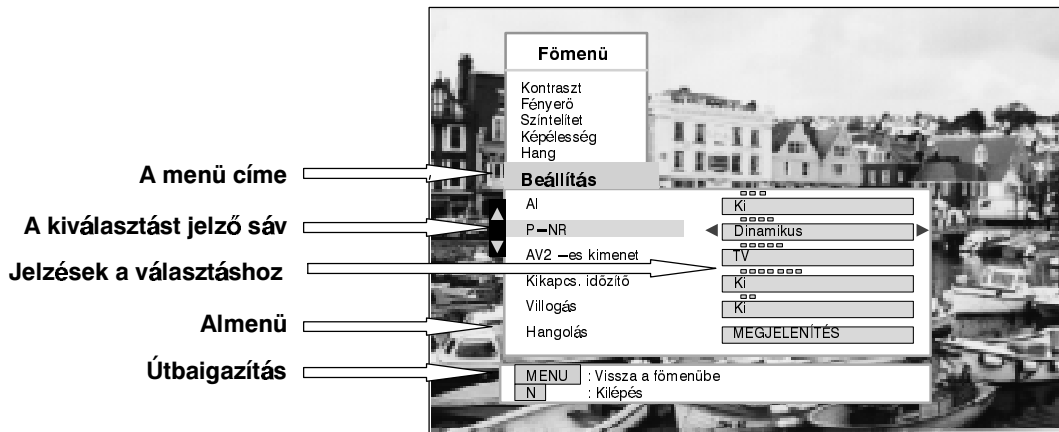 Fömenü
Kontraszt
Fényerö
Színtelítet
Képélesség
Hang
Beállítás
A menü címe
A kiválasztást jelző sáv
Jelzések a választáshoz
Almenü
Útbaigazítás
AI Ki
P–NR Dinamikus
AV2 –es kimenet TV
Kikapcs. időzítő Ki
Villogás Ki
Hangolás MEGJELENÍTÉS
MENU : Vissza a fömenübe
N : Kilépés